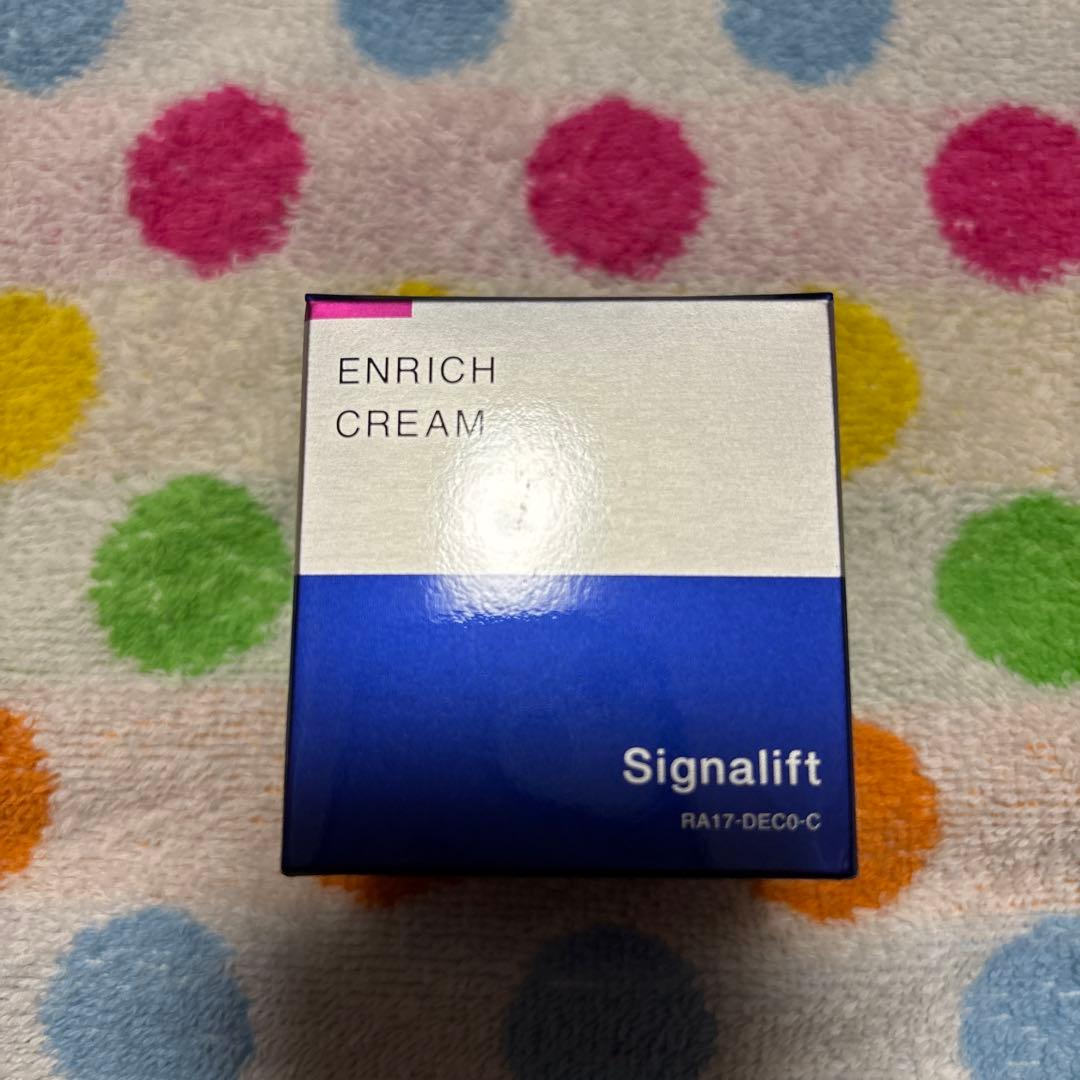 ENRICH
CREAM
Signalift
RA17-DEC0-C